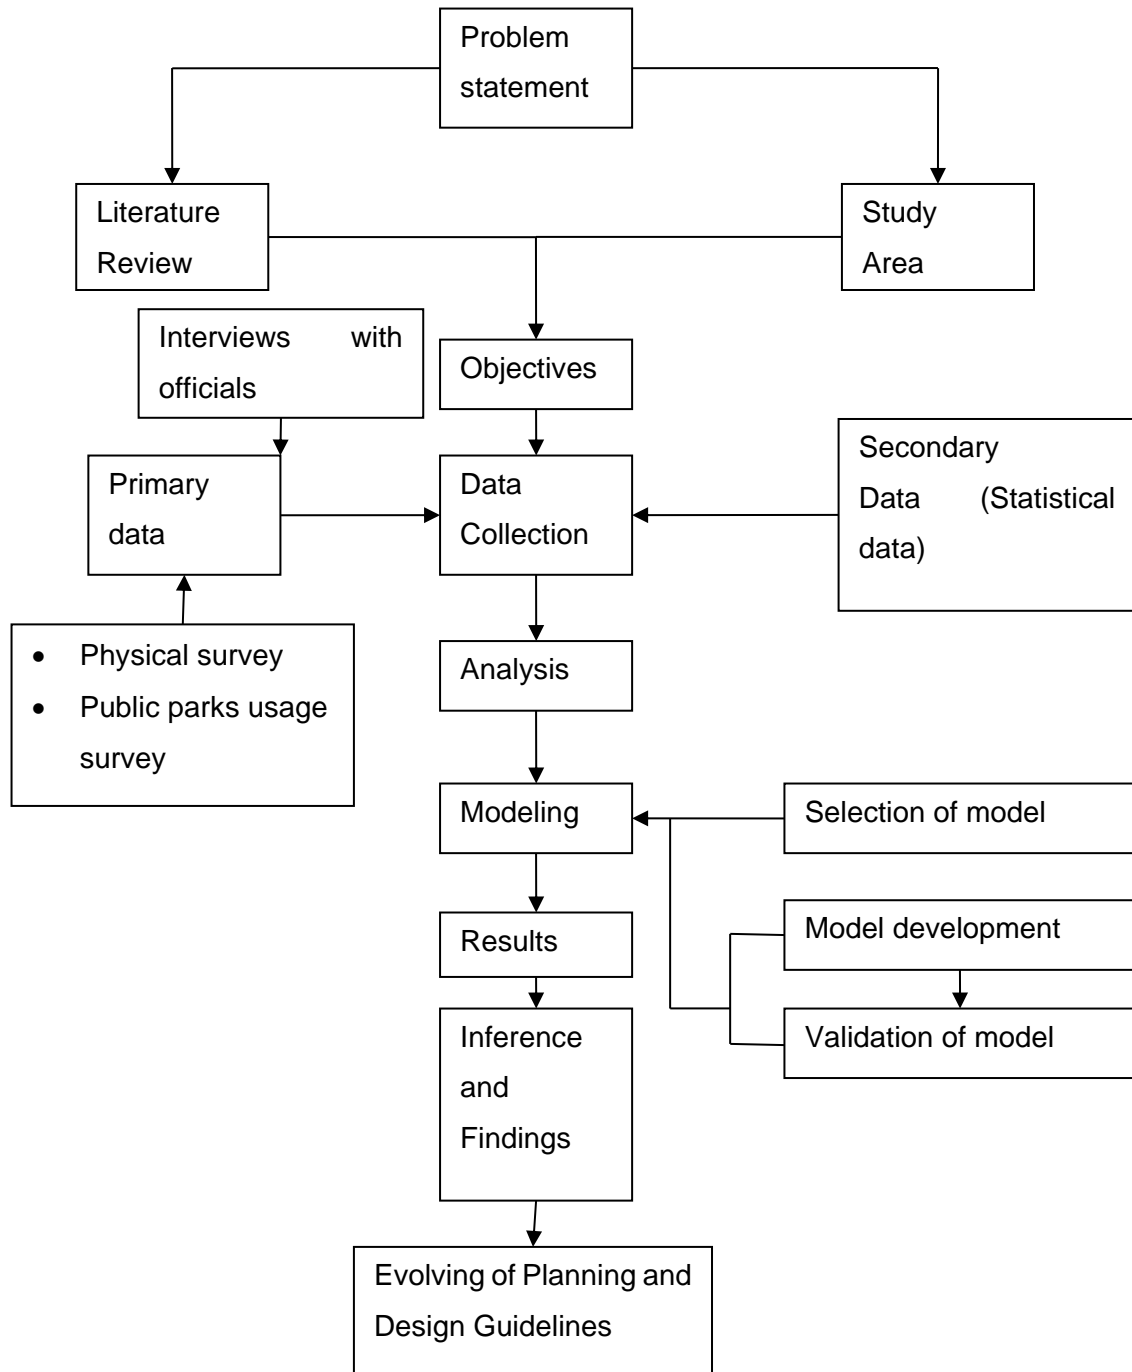 Problem
statement
Literature
Review
Study
Area
Interviews with
officials
Objectives
Primary
data
Data
Collection
Secondary
Data (Statistical
data)
• Physical survey
• Public parks usage
survey
Analysis
Modeling
Selection of model
Results
Model development
Inference
and
Findings
Validation of model
Evolving of Planning and
Design Guidelines